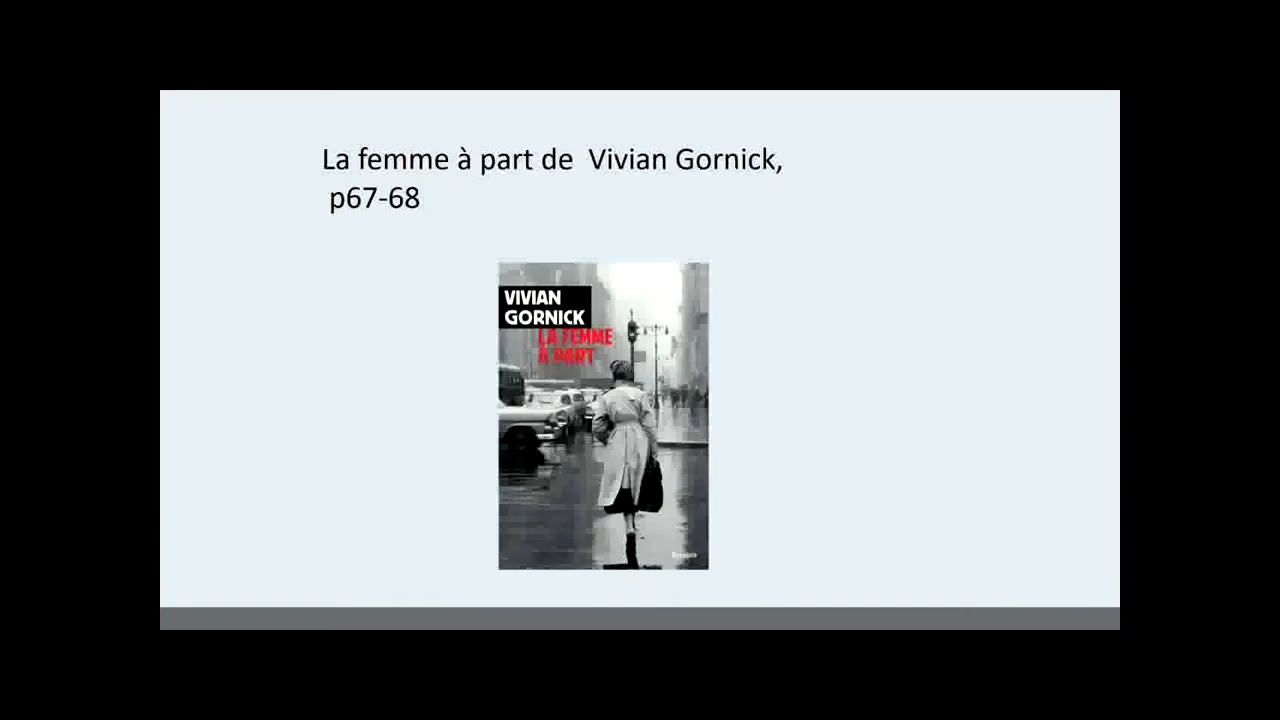 La femme à part de  Vivian Gornick,
p67-68
VIVIAN
GORNICK
LA FEMME
À PART